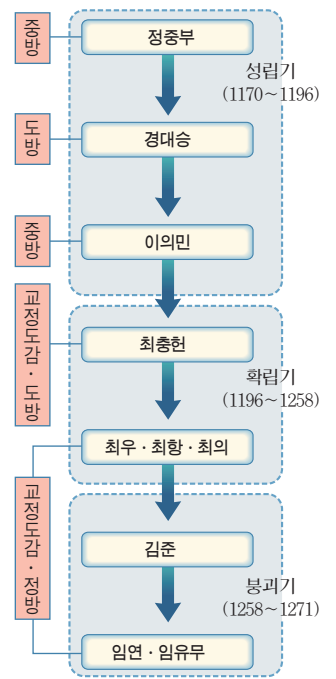 중방
정중부
성립기
(1170~1196)
도방
경대승
중방
이의민
교정도감·도방
최충헌
확립기
(1196~1258)
최우·최항·최의
교정도감·정방
김준
붕괴기
(1258~1271)
임연·임유무